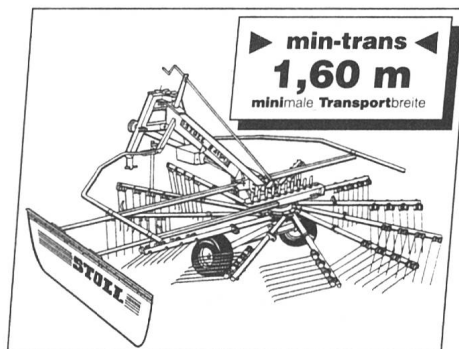 ▶ min-trans ◀
1,60 m
minimale Transportbreite
STOLL